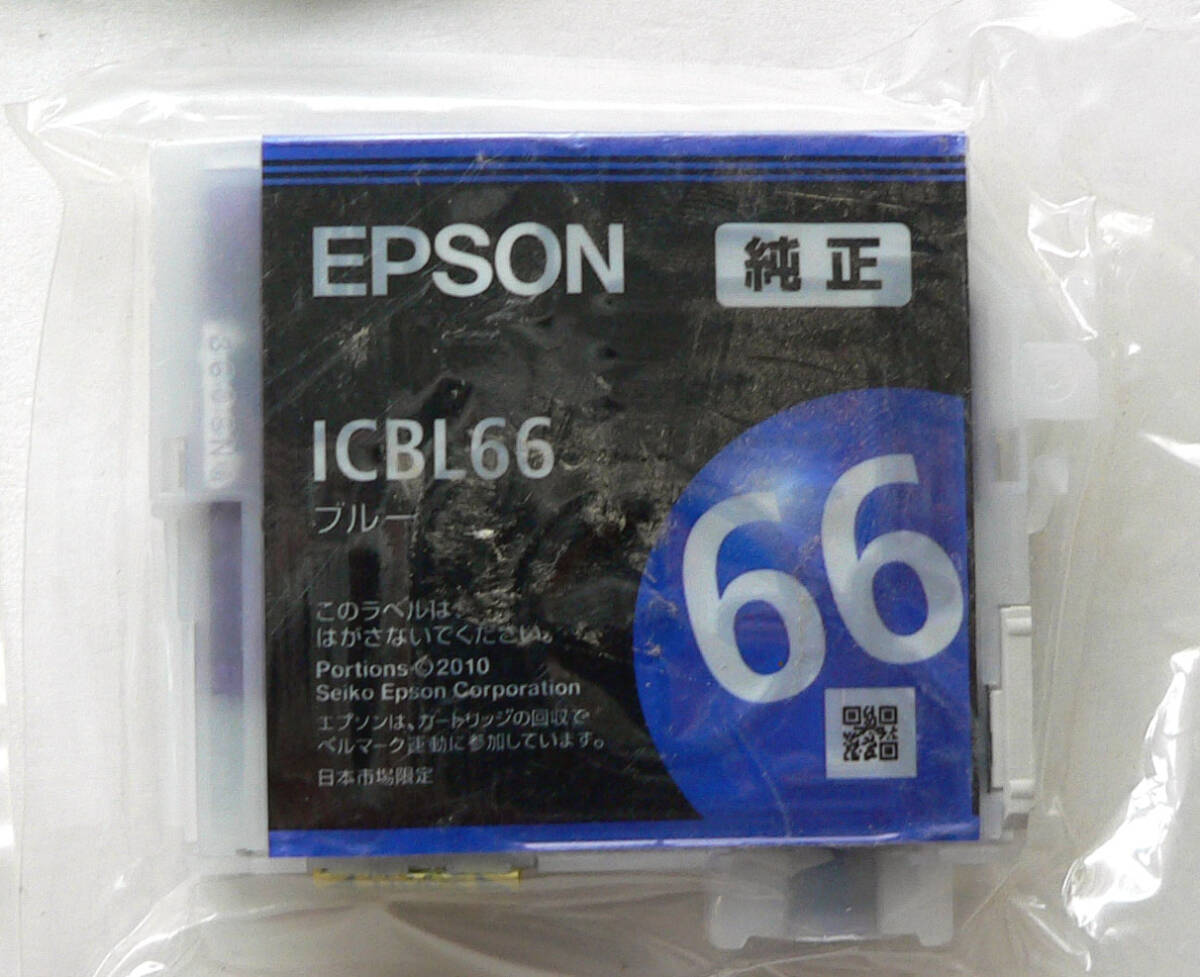 EPSON
純正
ICBL66
ブルー
66
このラベルは、
はがさないでください。
Portions©2010
Seiko Epson Corporation
エプソンは、カートリッジの回収で
ベルマーク運動に参加しています。
日本市場限定